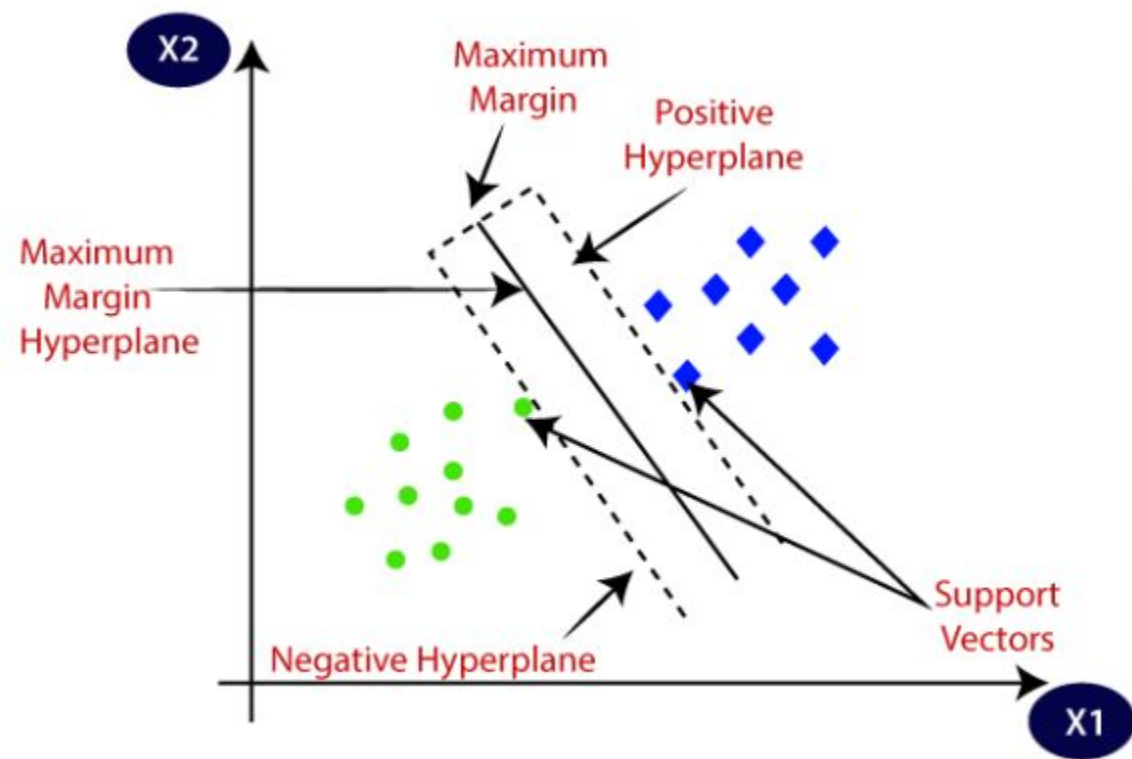 X2
Maximum
Margin
Positive
Hyperplane
Maximum
Margin
Hyperplane
Support
Vectors
Negative Hyperplane
X1